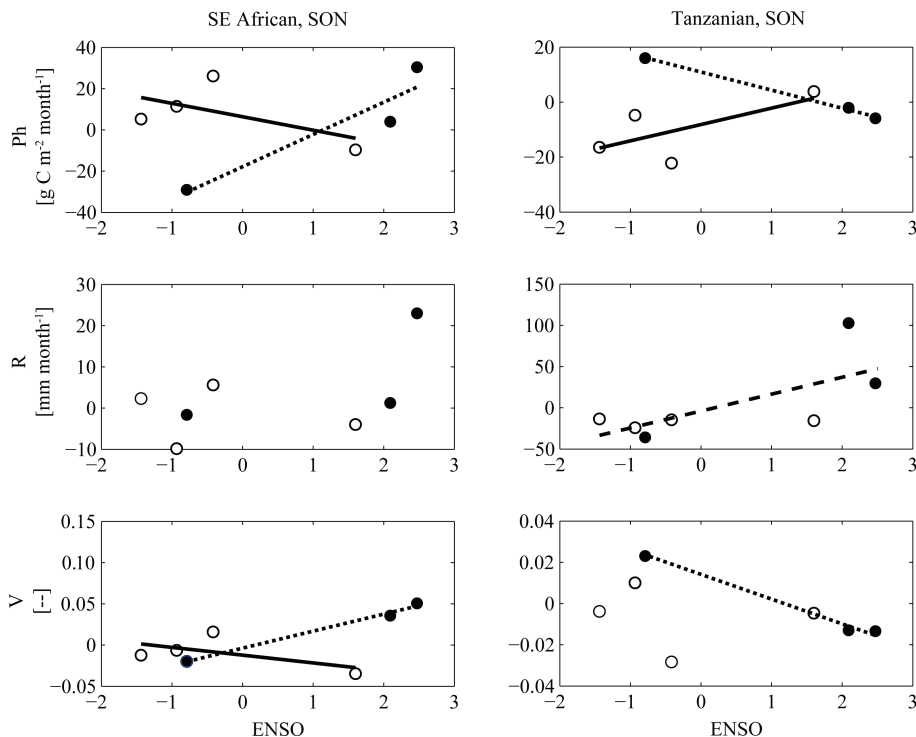 SE African, SON
Tanzanian, SON
Ph
[g C m⁻² month⁻¹]
40
20
0
−20
−40
−2 −1 0 1 2 3
20
0
−20
−40
−2 −1 0 1 2 3
R
[mm month⁻¹]
30
20
10
0
−10
−2 −1 0 1 2 3
150
100
50
0
−50
−2 −1 0 1 2 3
V
[--]
0.15
0.1
0.05
0
−0.05
−2 −1 0 1 2 3
ENSO
0.04
0.02
0
−0.02
−0.04
−2 −1 0 1 2 3
ENSO